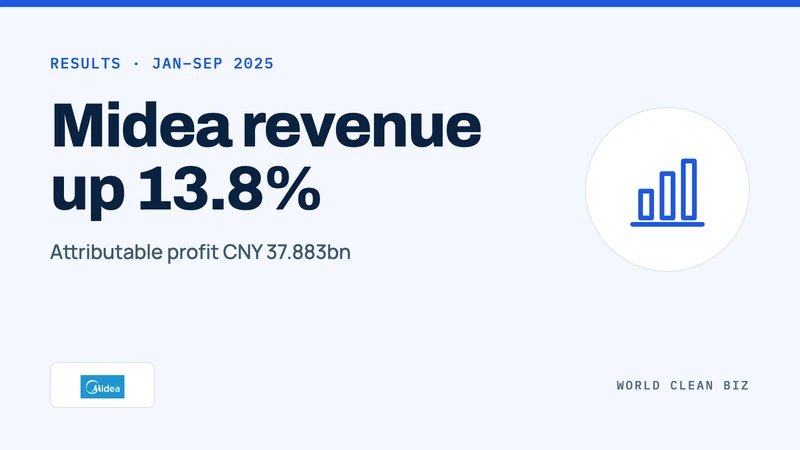 RESULTS · JAN–SEP 2025
Midea revenue
up 13.8%
Attributable profit CNY 37.883bn
Midea
WORLD CLEAN BIZ